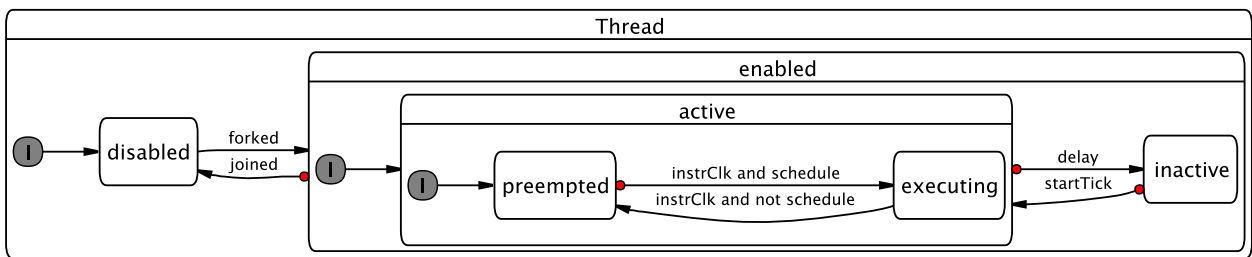 Thread
enabled
active
I
disabled
forked
joined
I
I
preempted
instrClk and schedule
instrClk and not schedule
executing
delay
startTick
inactive